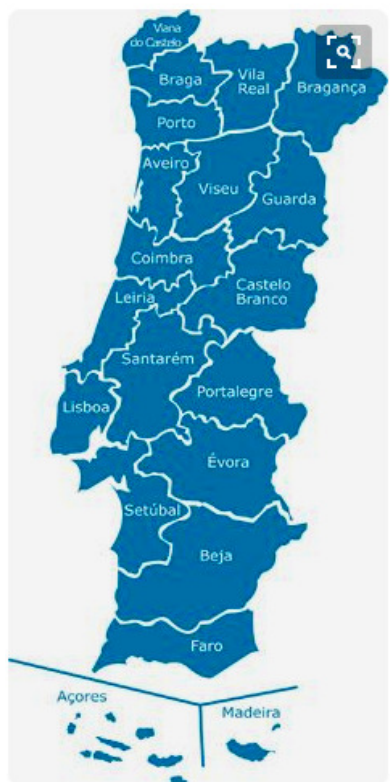 Viana
do Castelo
Braga
Vila
Real
Bragança
Porto
Aveiro
Viseu
Guarda
Coimbra
Leiria
Castelo
Branco
Santarém
Portalegre
Lisboa
Évora
Setúbal
Beja
Faro
Açores
Madeira